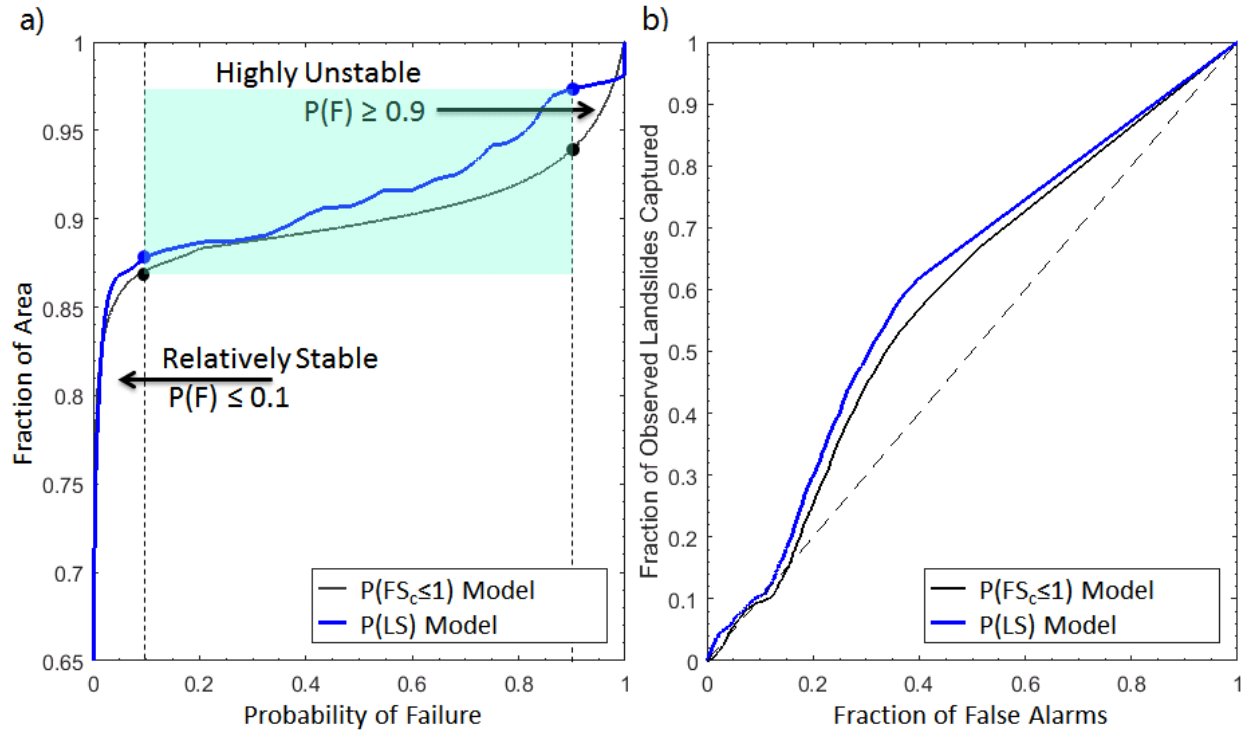 a)
Highly Unstable
P(F) ≥ 0.9
Relatively Stable
P(F) ≤ 0.1
P(FSc≤1) Model
P(LS) Model
Fraction of Area
1
0.95
0.9
0.85
0.8
0.75
0.7
0.65
0
0.2
0.4
0.6
0.8
1
Probability of Failure
b)
Fraction of Observed Landslides Captured
1
0.9
0.8
0.7
0.6
0.5
0.4
0.3
0.2
0.1
0
P(FSc≤1) Model
P(LS) Model
0
0.2
0.4
0.6
0.8
1
Fraction of False Alarms